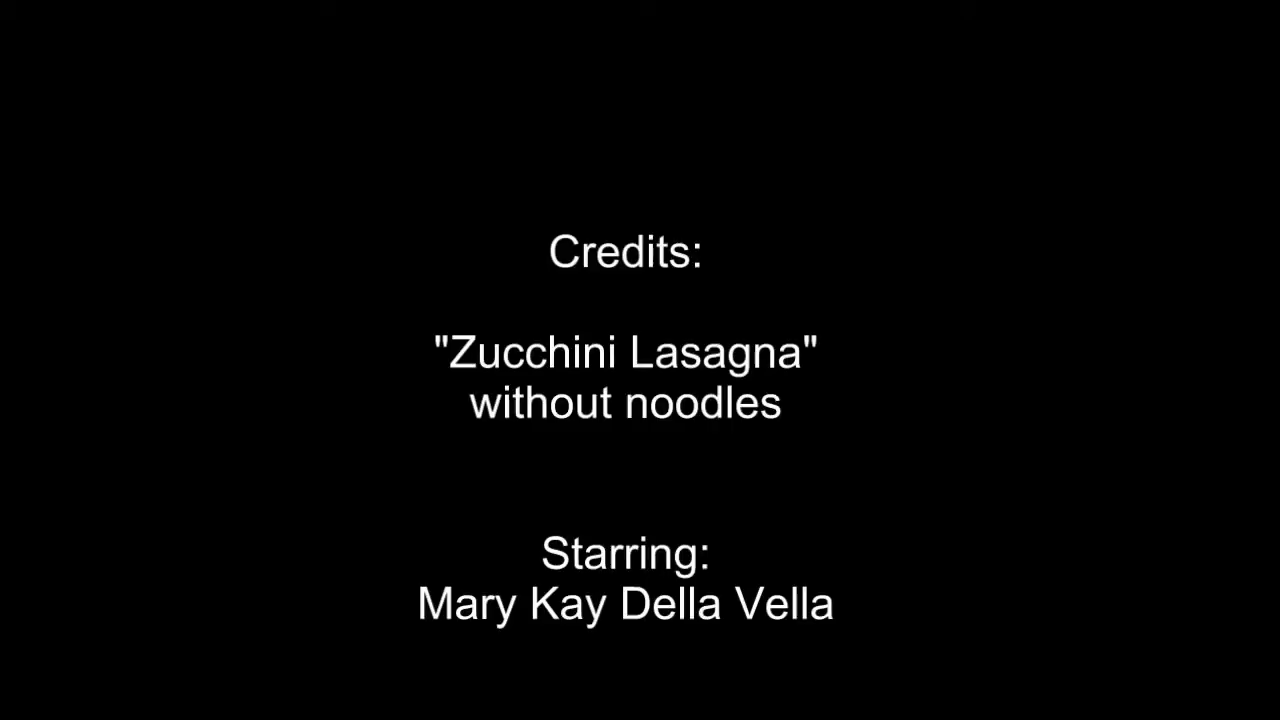 Credits:
"Zucchini Lasagna"
without noodles
Starring:
Mary Kay Della Vella